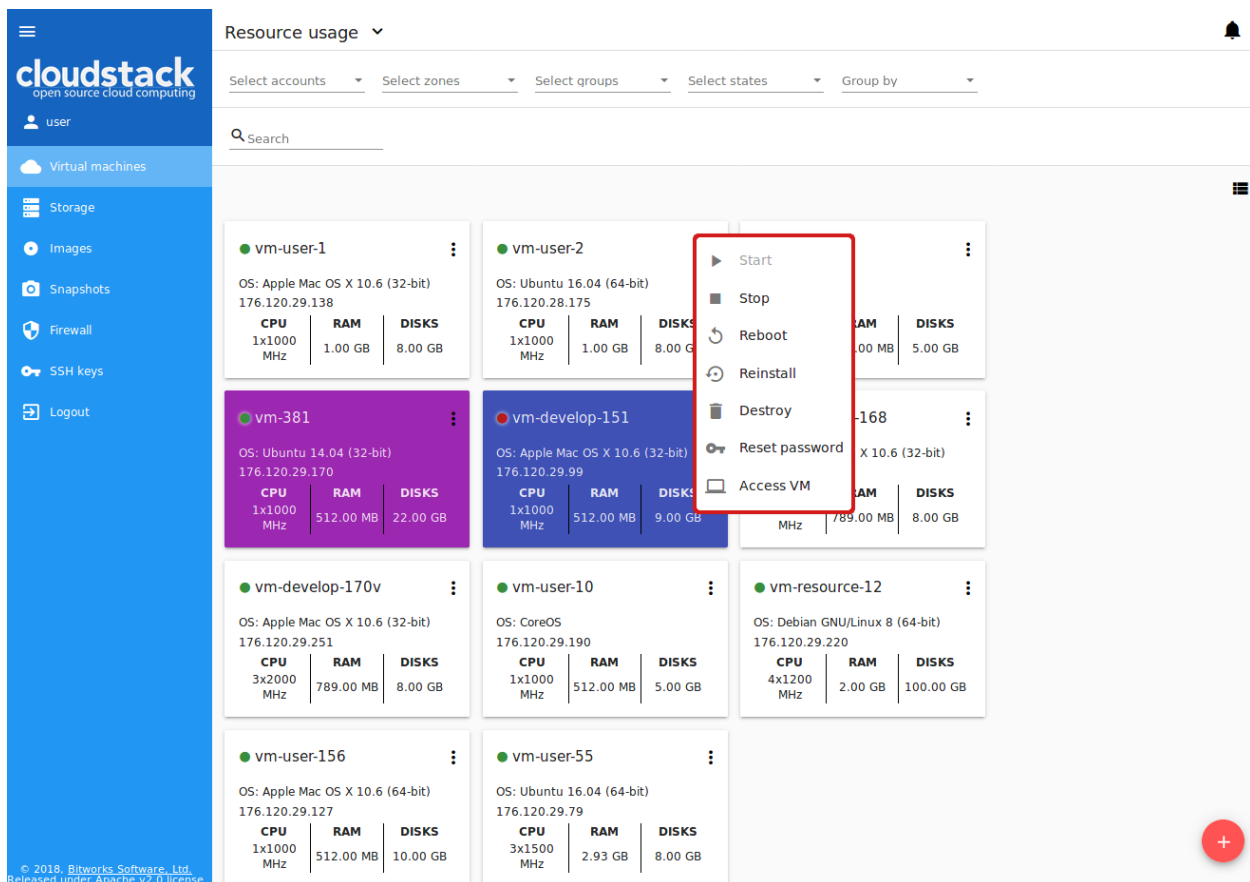 Resource usage
cloudstack
open source cloud computing
user
Virtual machines
Storage
Images
Snapshots
Firewall
SSH keys
Logout
© 2018, Bitworks Software, Ltd.
Released under Apache v2.0 license
Select accounts Select zones Select groups Select states Group by
Search
vm-user-1
OS: Apple Mac OS X 10.6 (32-bit)
176.120.29.138
CPU RAM DISKS
1x1000 MHz 1.00 GB 8.00 GB
vm-user-2
OS: Ubuntu 16.04 (64-bit)
176.120.28.175
CPU RAM DISKS
1x1000 MHz 1.00 GB 8.00 G
AM DISKS
.00 MB 5.00 GB
Start
Stop
Reboot
Reinstall
Destroy
Reset password
Access VM
vm-381
OS: Ubuntu 14.04 (32-bit)
176.120.29.170
CPU RAM DISKS
1x1000 MHz 512.00 MB 22.00 GB
vm-develop-151
OS: Apple Mac OS X 10.6 (32-bit)
176.120.29.99
CPU RAM DISKS
1x1000 MHz 512.00 MB 9.00 GB
-168
X 10.6 (32-bit)
AM DISKS
MHz 789.00 MB 8.00 GB
vm-develop-170v
OS: Apple Mac OS X 10.6 (32-bit)
176.120.29.251
CPU RAM DISKS
3x2000 MHz 789.00 MB 8.00 GB
vm-user-10
OS: CoreOS
176.120.29.190
CPU RAM DISKS
1x1000 MHz 512.00 MB 5.00 GB
vm-resource-12
OS: Debian GNU/Linux 8 (64-bit)
176.120.29.220
CPU RAM DISKS
4x1200 MHz 2.00 GB 100.00 GB
vm-user-156
OS: Apple Mac OS X 10.6 (64-bit)
176.120.29.127
CPU RAM DISKS
1x1000 MHz 512.00 MB 10.00 GB
vm-user-55
OS: Ubuntu 16.04 (64-bit)
176.120.29.79
CPU RAM DISKS
3x1500 MHz 2.93 GB 8.00 GB